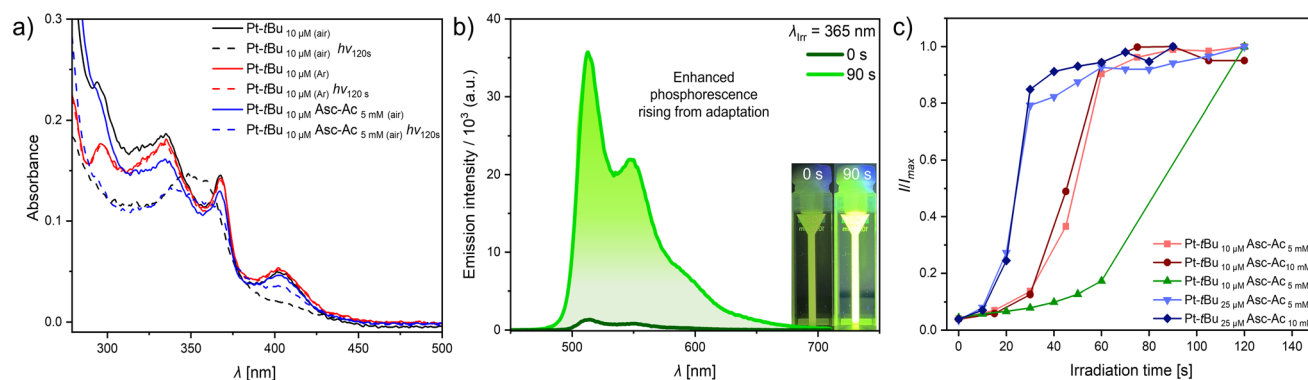 a)
0.3
0.2
0.1
0.0
Absorbance
300
350
400
450
500
λ [nm]
Pt-tBu 10 μM (air)
Pt-tBu 10 μM (air) hν120s
Pt-tBu 10 μM (Ar)
Pt-tBu 10 μM (Ar) hν120 s
Pt-tBu 10 μM Asc-Ac 5 mM (air)
Pt-tBu 10 μM Asc-Ac 5 mM (air) hν120s
b)
40
30
20
10
0
Emission intensity / 10³ (a.u.)
500
600
700
λ [nm]
λIrr = 365 nm
0 s
90 s
Enhanced
phosphorescence
rising from adaptation
0 s
90 s
c)
1.0
0.8
0.6
0.4
0.2
0.0
I/Imax
0
20
40
60
80
100
120
140
Irradiation time [s]
Pt-tBu 10 μM Asc-Ac 5 mM
Pt-tBu 10 μM Asc-Ac 10 mM
Pt-tBu 10 μM Asc-Ac 5 mM
Pt-tBu 25 μM Asc-Ac 5 mM
Pt-tBu 25 μM Asc-Ac 10 mM